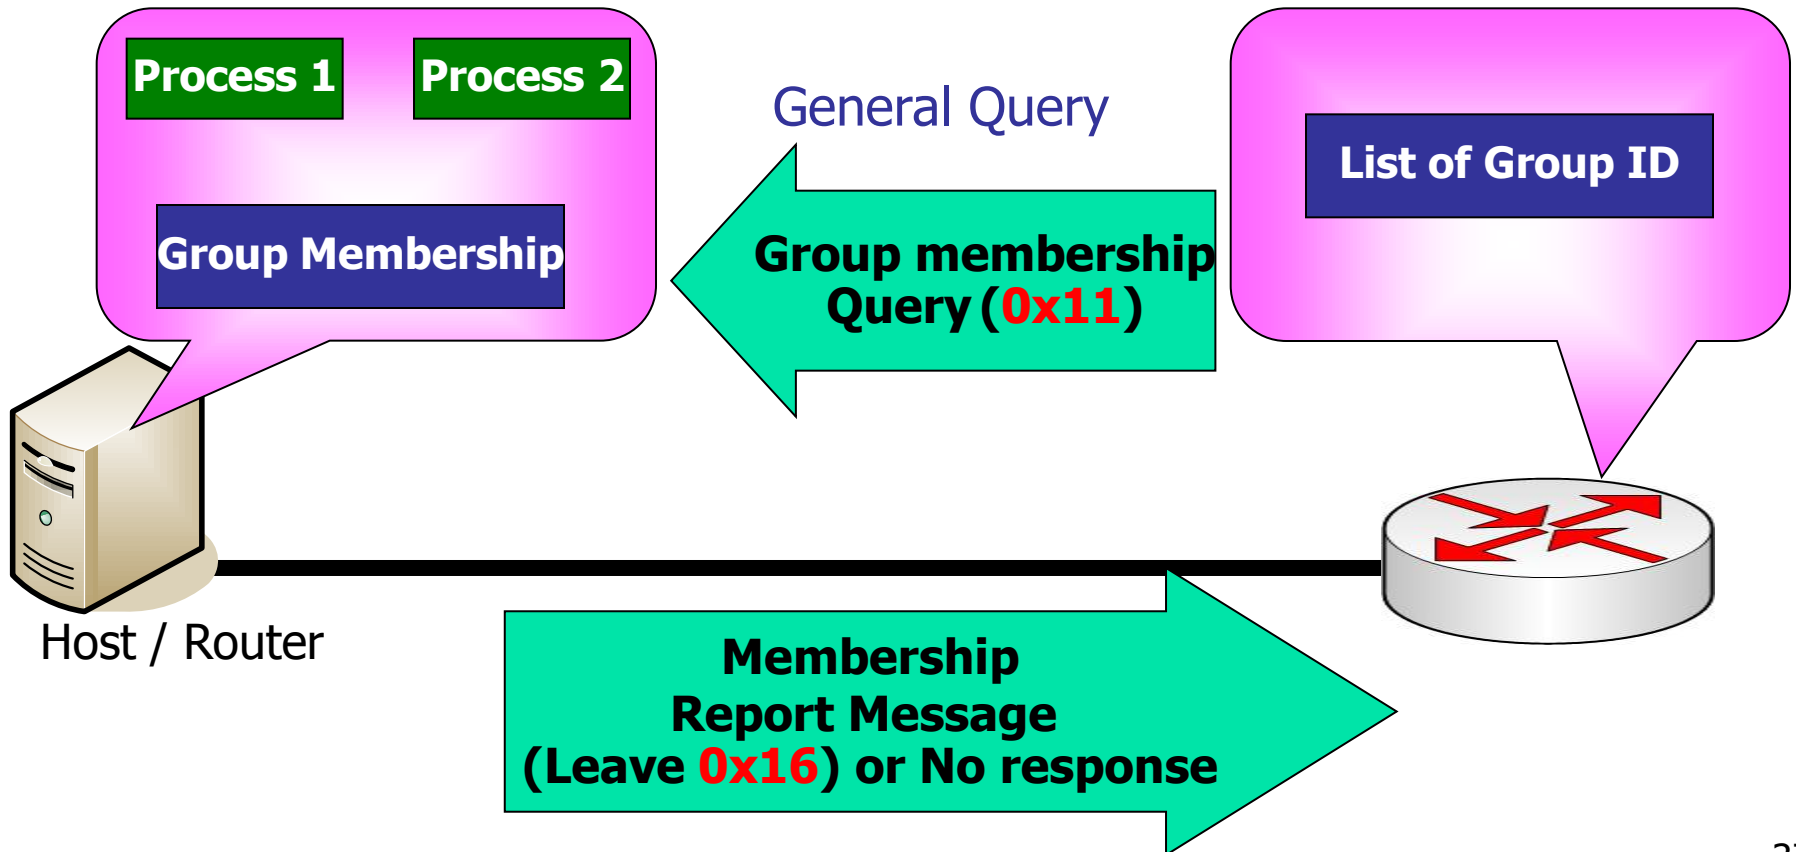 Process 1
Process 2
Group Membership
General Query
Group membership
Query (0x11)
List of Group ID
Host / Router
Membership
Report Message
(Leave 0x16) or No response